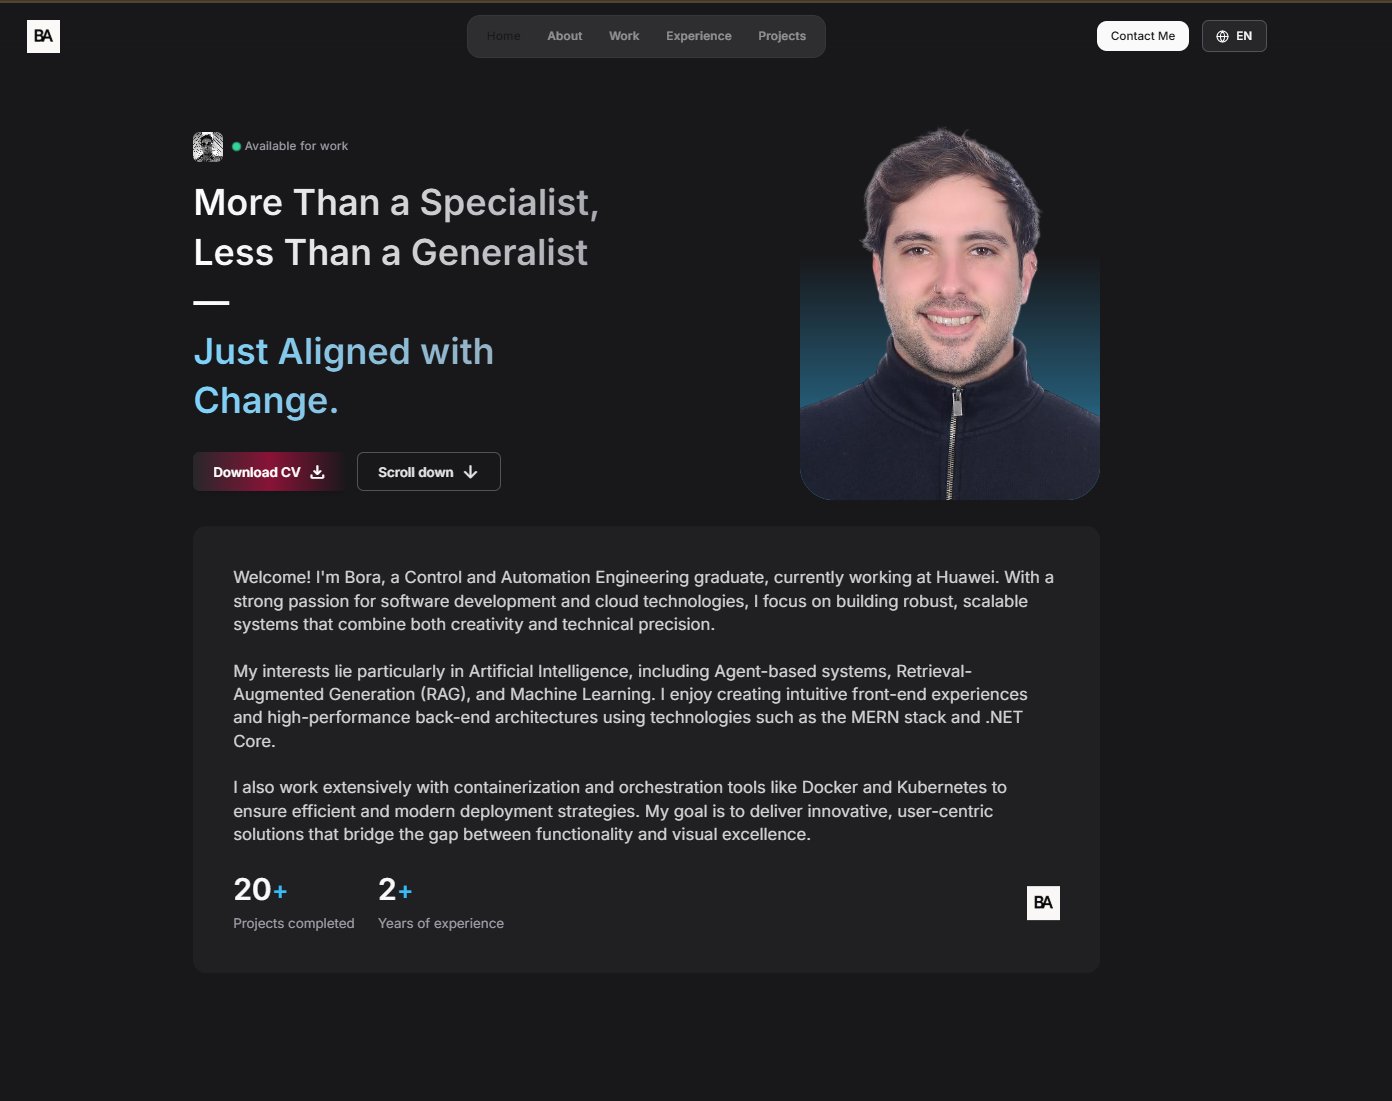 BA
Home About Work Experience Projects
Contact Me
EN
Available for work
More Than a Specialist,
Less Than a Generalist
—
Just Aligned with
Change.
Download CV
Scroll down
Welcome! I'm Bora, a Control and Automation Engineering graduate, currently working at Huawei. With a
strong passion for software development and cloud technologies, I focus on building robust, scalable
systems that combine both creativity and technical precision.
My interests lie particularly in Artificial Intelligence, including Agent-based systems, Retrieval-
Augmented Generation (RAG), and Machine Learning. I enjoy creating intuitive front-end experiences
and high-performance back-end architectures using technologies such as the MERN stack and .NET
Core.
I also work extensively with containerization and orchestration tools like Docker and Kubernetes to
ensure efficient and modern deployment strategies. My goal is to deliver innovative, user-centric
solutions that bridge the gap between functionality and visual excellence.
20+
Projects completed
2+
Years of experience
BA